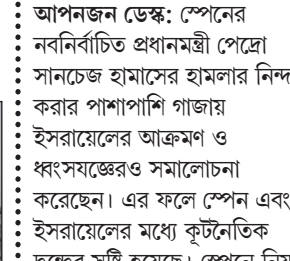 আপনজন ডেস্ক: স্পেনের
নবনির্বাচিত প্রধানমন্ত্রী পেদ্রো
সানচেজ হামাসের হামলার নিন্দ
করার পাশাপাশি গাজায়
ইসরায়েলের আক্রমণ ও
ধ্বংসযজ্ঞেরও সমালোচনা
করেছেন। এর ফলে স্পেন এবং
ইসরায়েলের মধ্যে কূটনৈতিক